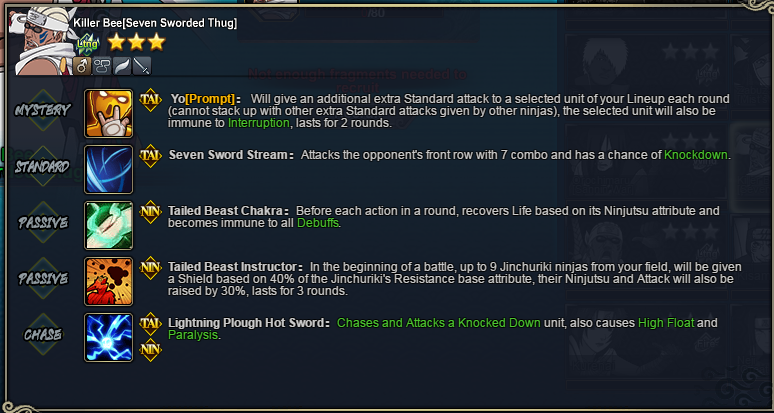 Killer Bee[Seven Sworded Thug]
Ltng
/80
Not enough fragments needed to
recruit
MYSTERY
TAI
Yo[Prompt]: Will give an additional extra Standard attack to a selected unit of your Lineup each round
(cannot stack up with other extra Standard attacks given by other ninjas), the selected unit will also be
immune to Interruption, lasts for 2 rounds.
STANDARD
TAI
Seven Sword Stream: Attacks the opponent's front row with 7 combo and has a chance of Knockdown.
PASSIVE
NIN
Tailed Beast Chakra: Before each action in a round, recovers Life based on its Ninjutsu attribute and
becomes immune to all Debuffs.
PASSIVE
NIN
Tailed Beast Instructor: In the beginning of a battle, up to 9 Jinchuriki ninjas from your field, will be given
a Shield based on 40% of the Jinchuriki's Resistance base attribute, their Ninjutsu and Attack will also be
raised by 30%, lasts for 3 rounds.
CHASE
TAI
NIN
Lightning Plough Hot Sword: Chases and Attacks a Knocked Down unit, also causes High Float and
Paralysis.